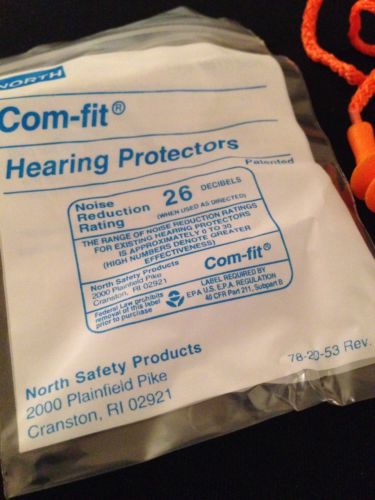 NORTH
Com-fit®
Hearing Protectors
Patented
Noise
Reduction
Rating
26 DECIBELS
(WHEN USED AS DIRECTED)
THE RANGE OF NOISE REDUCTION RATINGS
FOR EXISTING HEARING PROTECTORS
IS APPROXIMATELY 0 TO 30
(HIGH NUMBERS DENOTE GREATER
EFFECTIVENESS)
North Safety Products
2000 Plainfield Pike
Cranston, RI 02921
Com-fit®
Federal Law prohibits
removal of this label
prior to purchase
EPA
LABEL REQUIRED BY
U.S. E.P.A. REGULATION
40 CFR Part 211, Subpart B
North Safety Products
2000 Plainfield Pike
Cranston, RI 02921
78-20-53 Rev.